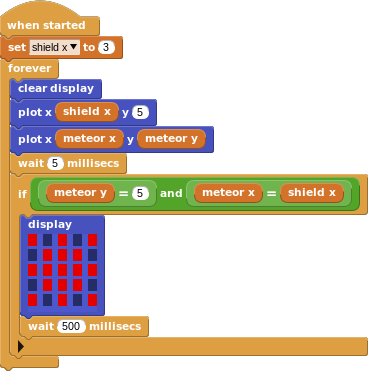 when started
set shield x ▼ to 3
forever
clear display
plot x shield x y 5
plot x meteor x y meteor y
wait 5 millisecs
if meteor y = 5 and meteor x = shield x
display
wait 500 millisecs